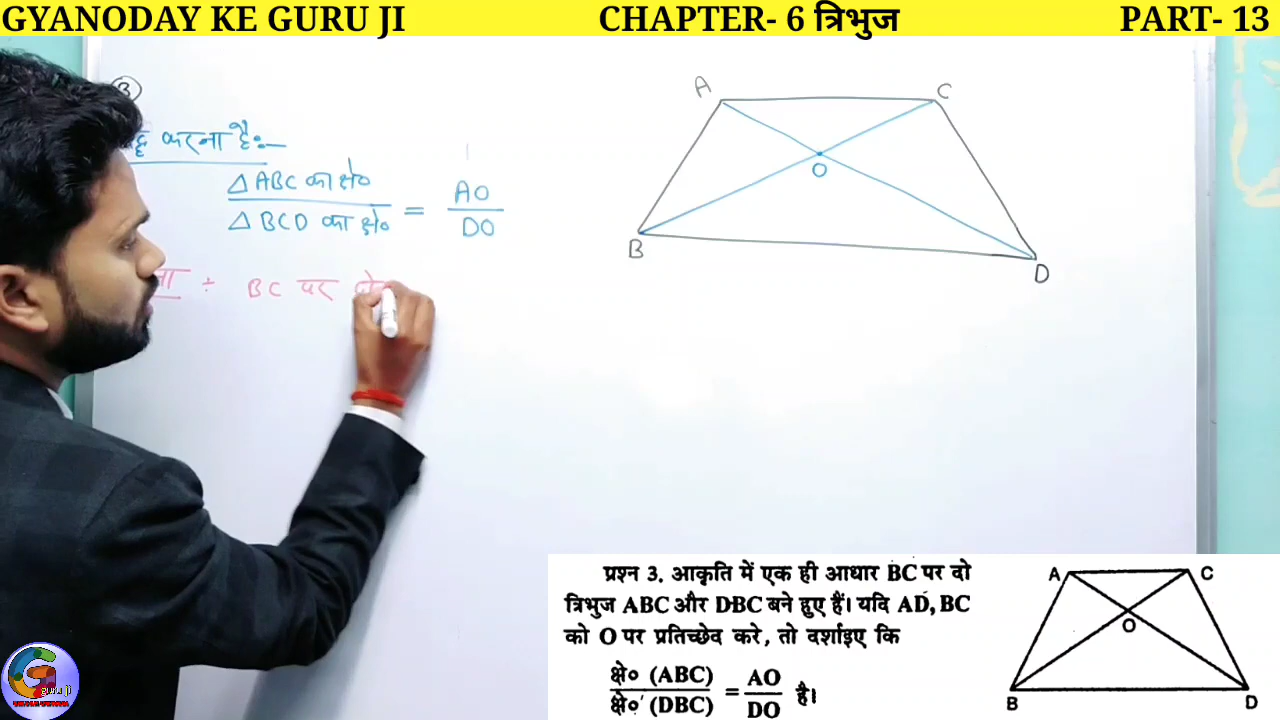 GYANODAY KE GURU JI CHAPTER- 6 त्रिभुज PART- 13
3
करना है:-
△ ABC का क्षे०
△ BCD का क्षे०
=
AO
DO
÷ BC पर
A
C
O
B
D
प्रश्न 3. आकृति में एक ही आधार BC पर दो
त्रिभुज ABC और DBC बने हुए हैं। यदि AD, BC
को O पर प्रतिच्छेद करे, तो दर्शाइए कि
क्षे० (ABC)
क्षे० (DBC)
=
AO
DO
है।
A
C
O
B
D
guru ji